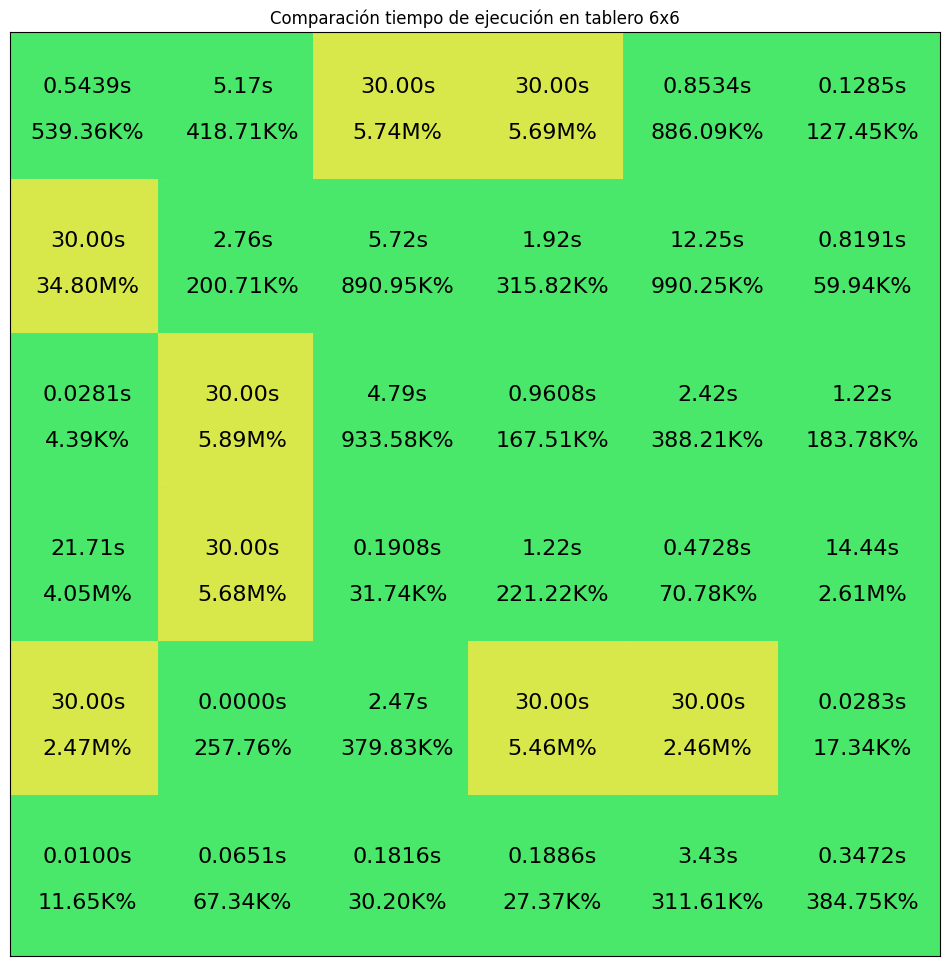 Comparación tiempo de ejecución en tablero 6x6
0.5439s 5.17s 30.00s 30.00s 0.8534s 0.1285s
539.36K% 418.71K% 5.74M% 5.69M% 886.09K% 127.45K%
30.00s 2.76s 5.72s 1.92s 12.25s 0.8191s
34.80M% 200.71K% 890.95K% 315.82K% 990.25K% 59.94K%
0.0281s 30.00s 4.79s 0.9608s 2.42s 1.22s
4.39K% 5.89M% 933.58K% 167.51K% 388.21K% 183.78K%
21.71s 30.00s 0.1908s 1.22s 0.4728s 14.44s
4.05M% 5.68M% 31.74K% 221.22K% 70.78K% 2.61M%
30.00s 0.0000s 2.47s 30.00s 30.00s 0.0283s
2.47M% 257.76% 379.83K% 5.46M% 2.46M% 17.34K%
0.0100s 0.0651s 0.1816s 0.1886s 3.43s 0.3472s
11.65K% 67.34K% 30.20K% 27.37K% 311.61K% 384.75K%